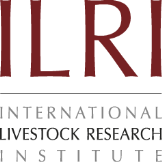 ILRI
INTERNATIONAL
LIVESTOCK RESEARCH
INSTITUTE